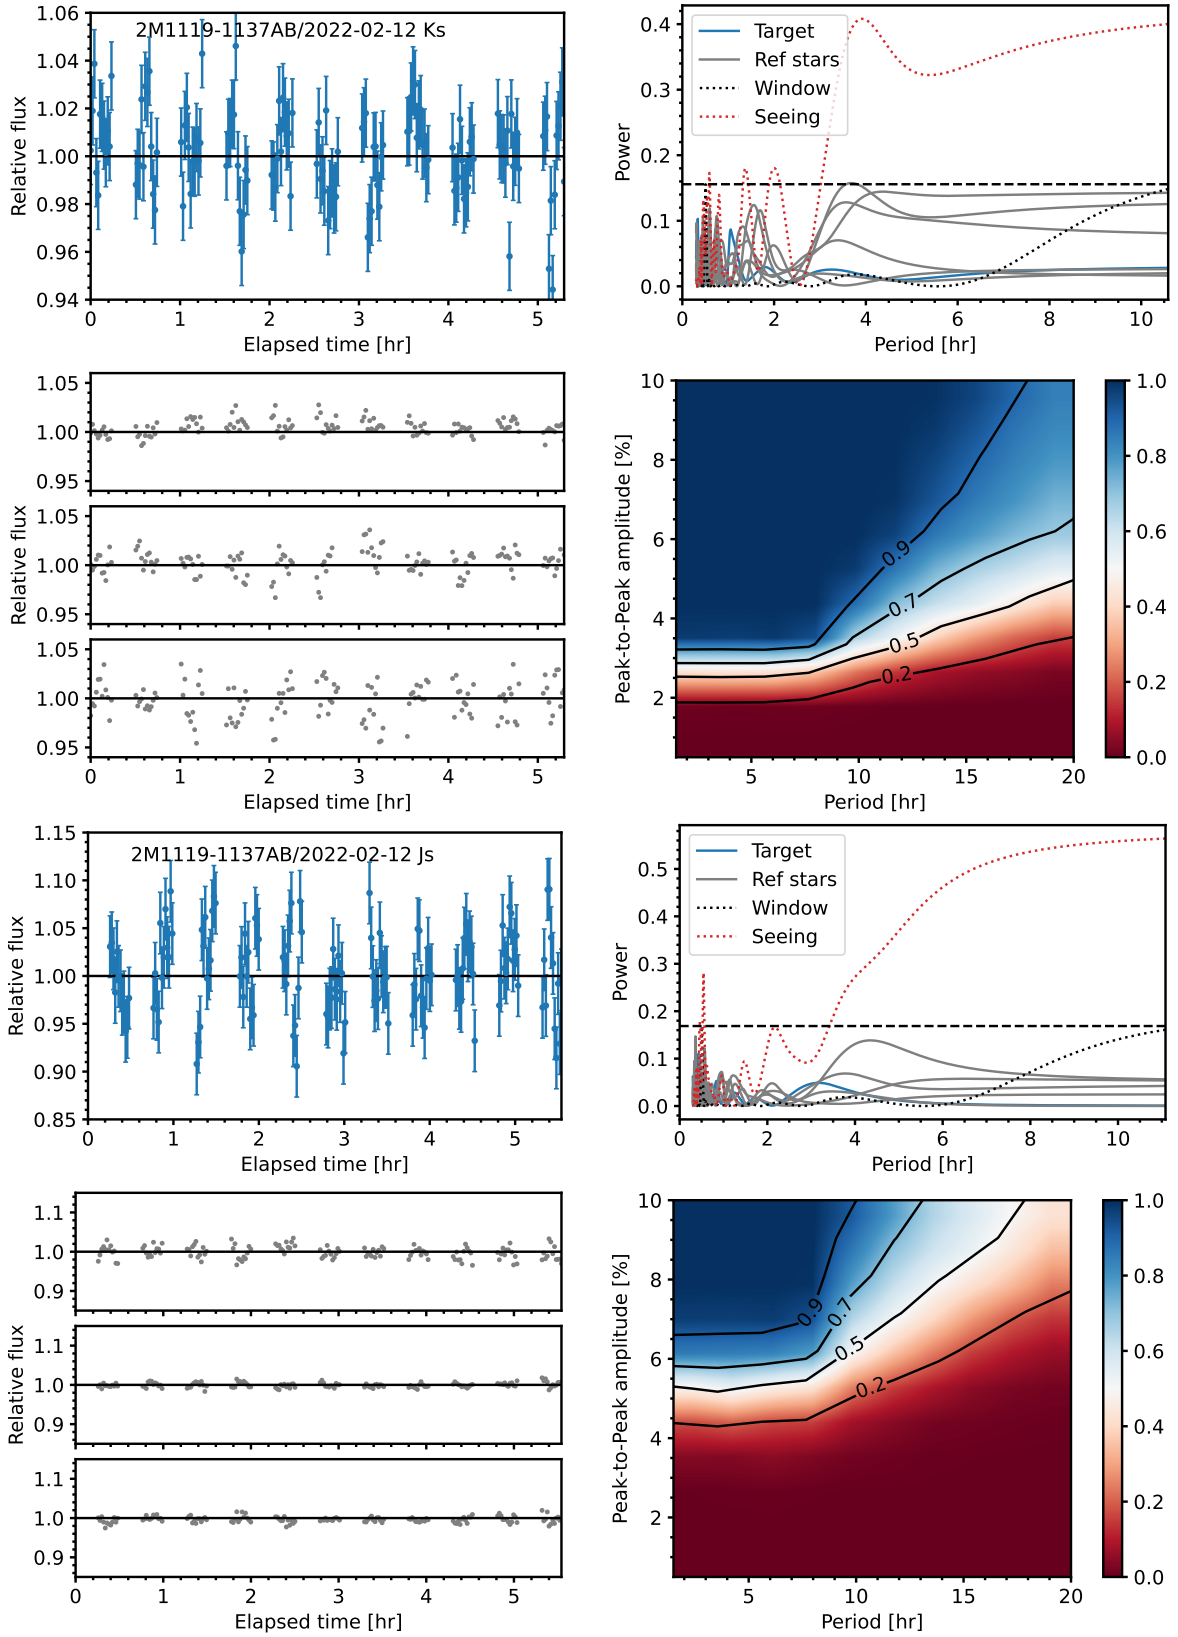 2M1119-1137AB/2022-02-12 Ks
Relative flux
1.06
1.04
1.02
1.00
0.98
0.96
0.94
0 1 2 3 4 5
Elapsed time [hr]
Target
Ref stars
Window
Seeing
Power
0.4
0.3
0.2
0.1
0.0
0 2 4 6 8 10
Period [hr]
Relative flux
1.05
1.00
0.95
1.05
1.00
0.95
1.05
1.00
0.95
0 1 2 3 4 5
Elapsed time [hr]
Peak-to-Peak amplitude [%]
10
8
6
4
2
0.9
0.7
0.5
0.2
5 10 15 20
Period [hr]
1.0
0.8
0.6
0.4
0.2
0.0
2M1119-1137AB/2022-02-12 Js
Relative flux
1.15
1.10
1.05
1.00
0.95
0.90
0.85
0 1 2 3 4 5
Elapsed time [hr]
Target
Ref stars
Window
Seeing
Power
0.5
0.4
0.3
0.2
0.1
0.0
0 2 4 6 8 10
Period [hr]
Relative flux
1.1
1.0
0.9
1.1
1.0
0.9
1.1
1.0
0.9
0 1 2 3 4 5
Elapsed time [hr]
Peak-to-Peak amplitude [%]
10
8
6
4
2
0.9
0.7
0.5
0.2
5 10 15 20
Period [hr]
1.0
0.8
0.6
0.4
0.2
0.0